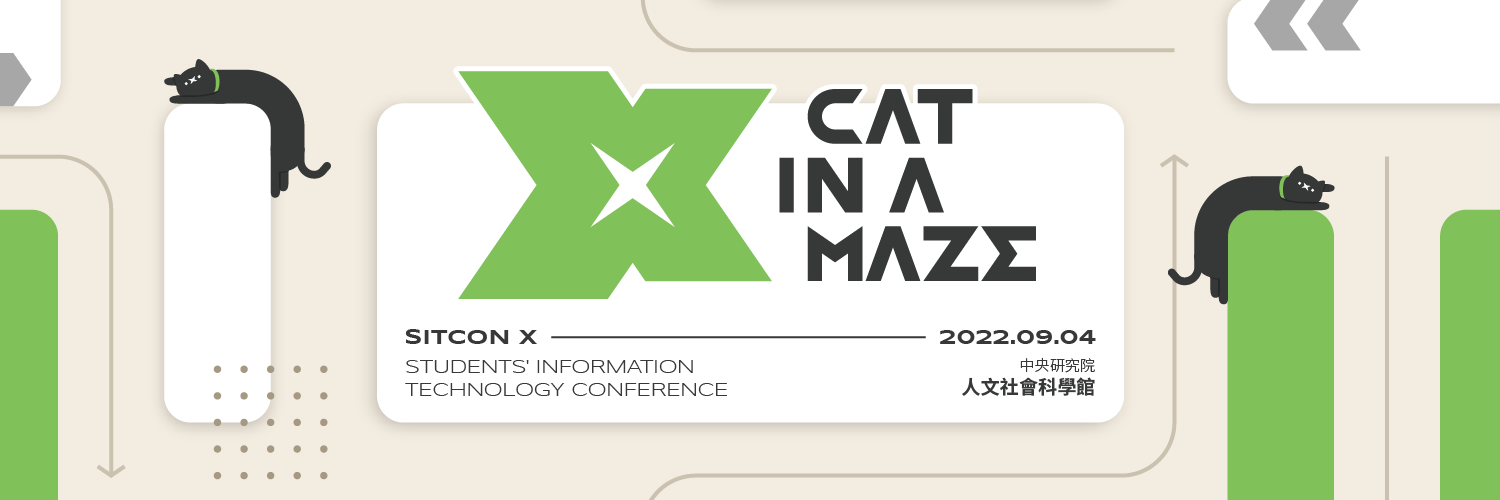 X
CAT
IN A
MAZE
SITCON X
2022.09.04
STUDENTS' INFORMATION
TECHNOLOGY CONFERENCE
中央研究院
人文社會科學館